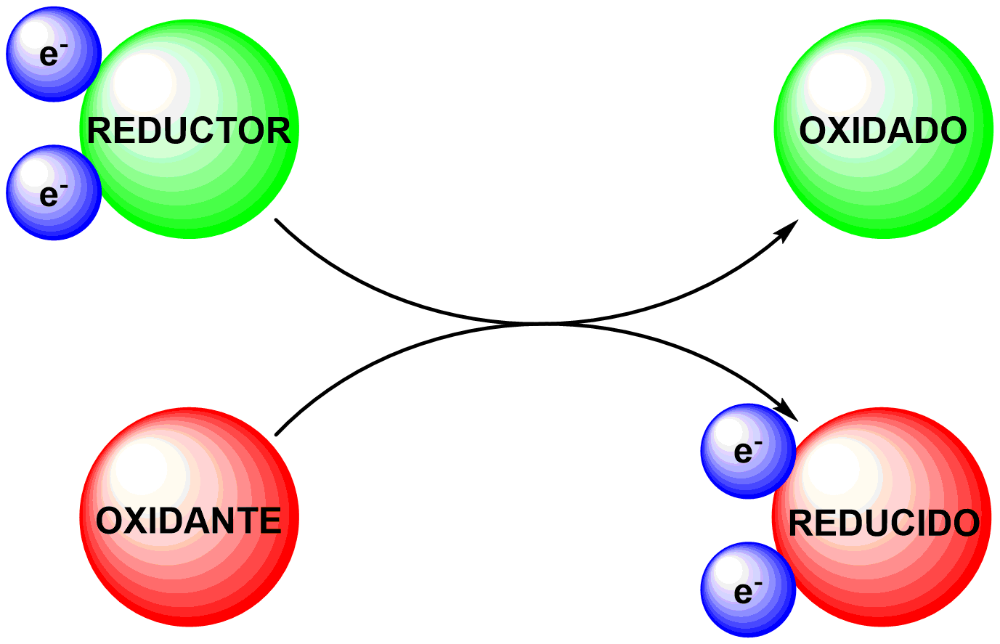 e-
REDUCTOR
e-
OXIDADO
OXIDANTE
e-
REDUCIDO
e-